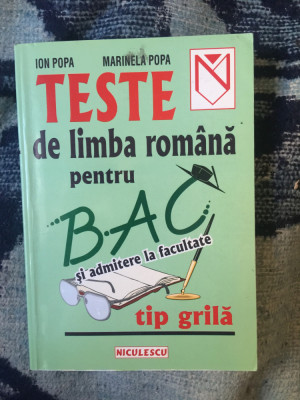 ION POPA MARINELA POPA
TESTE
de limba română
pentru
BAC
și admitere la facultate
tip grilă
NICULESCU